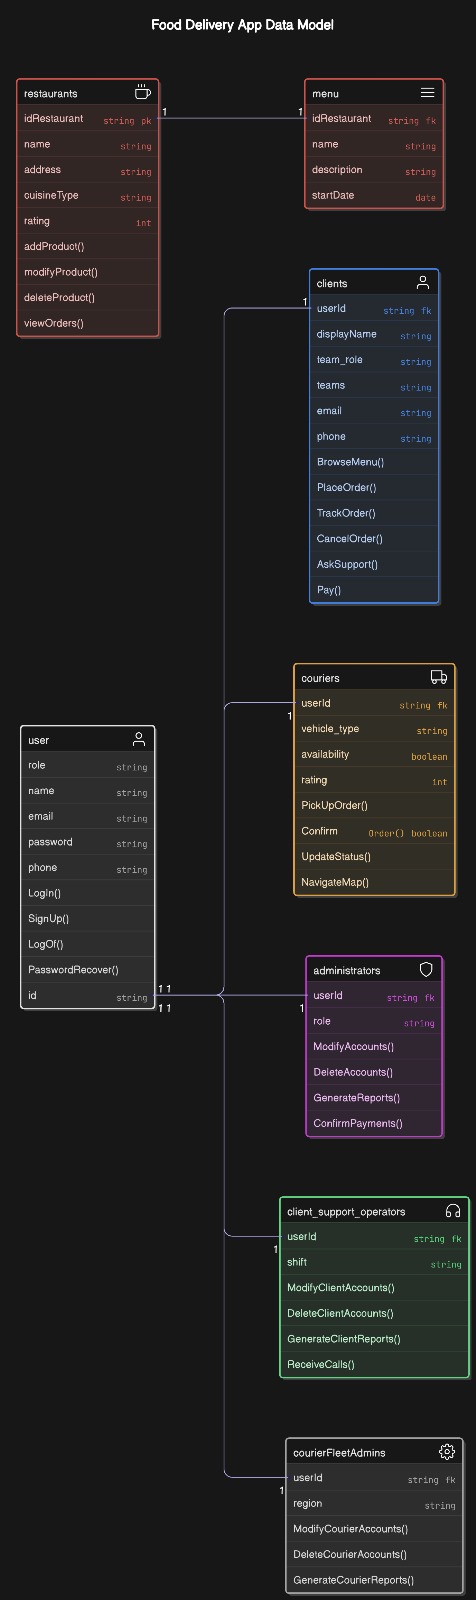 Food Delivery App Data Model
restaurants
idRestaurant string pk
name string
address string
cuisineType string
rating int
addProduct()
modifyProduct()
deleteProduct()
viewOrders()
1
1
menu
idRestaurant string fk
name string
description string
startDate date
clients
1
userId string fk
displayName string
team_role string
teams string
email string
phone string
BrowseMenu()
PlaceOrder()
TrackOrder()
CancelOrder()
AskSupport()
Pay()
couriers
userId string fk
1
vehicle_type string
availability boolean
rating int
PickUpOrder()
Confirm Order() boolean
UpdateStatus()
NavigateMap()
user
role string
name string
email string
password string
phone string
LogIn()
SignUp()
LogOf()
PasswordRecover()
id string
1 1
1 1
administrators
userId string fk
1
role string
ModifyAccounts()
DeleteAccounts()
GenerateReports()
ConfirmPayments()
client_support_operators
userId string fk
1
shift string
ModifyClientAccounts()
DeleteClientAccounts()
GenerateClientReports()
ReceiveCalls()
courierFleetAdmins
userId string fk
1
region string
ModifyCourierAccounts()
DeleteCourierAccounts()
GenerateCourierReports()